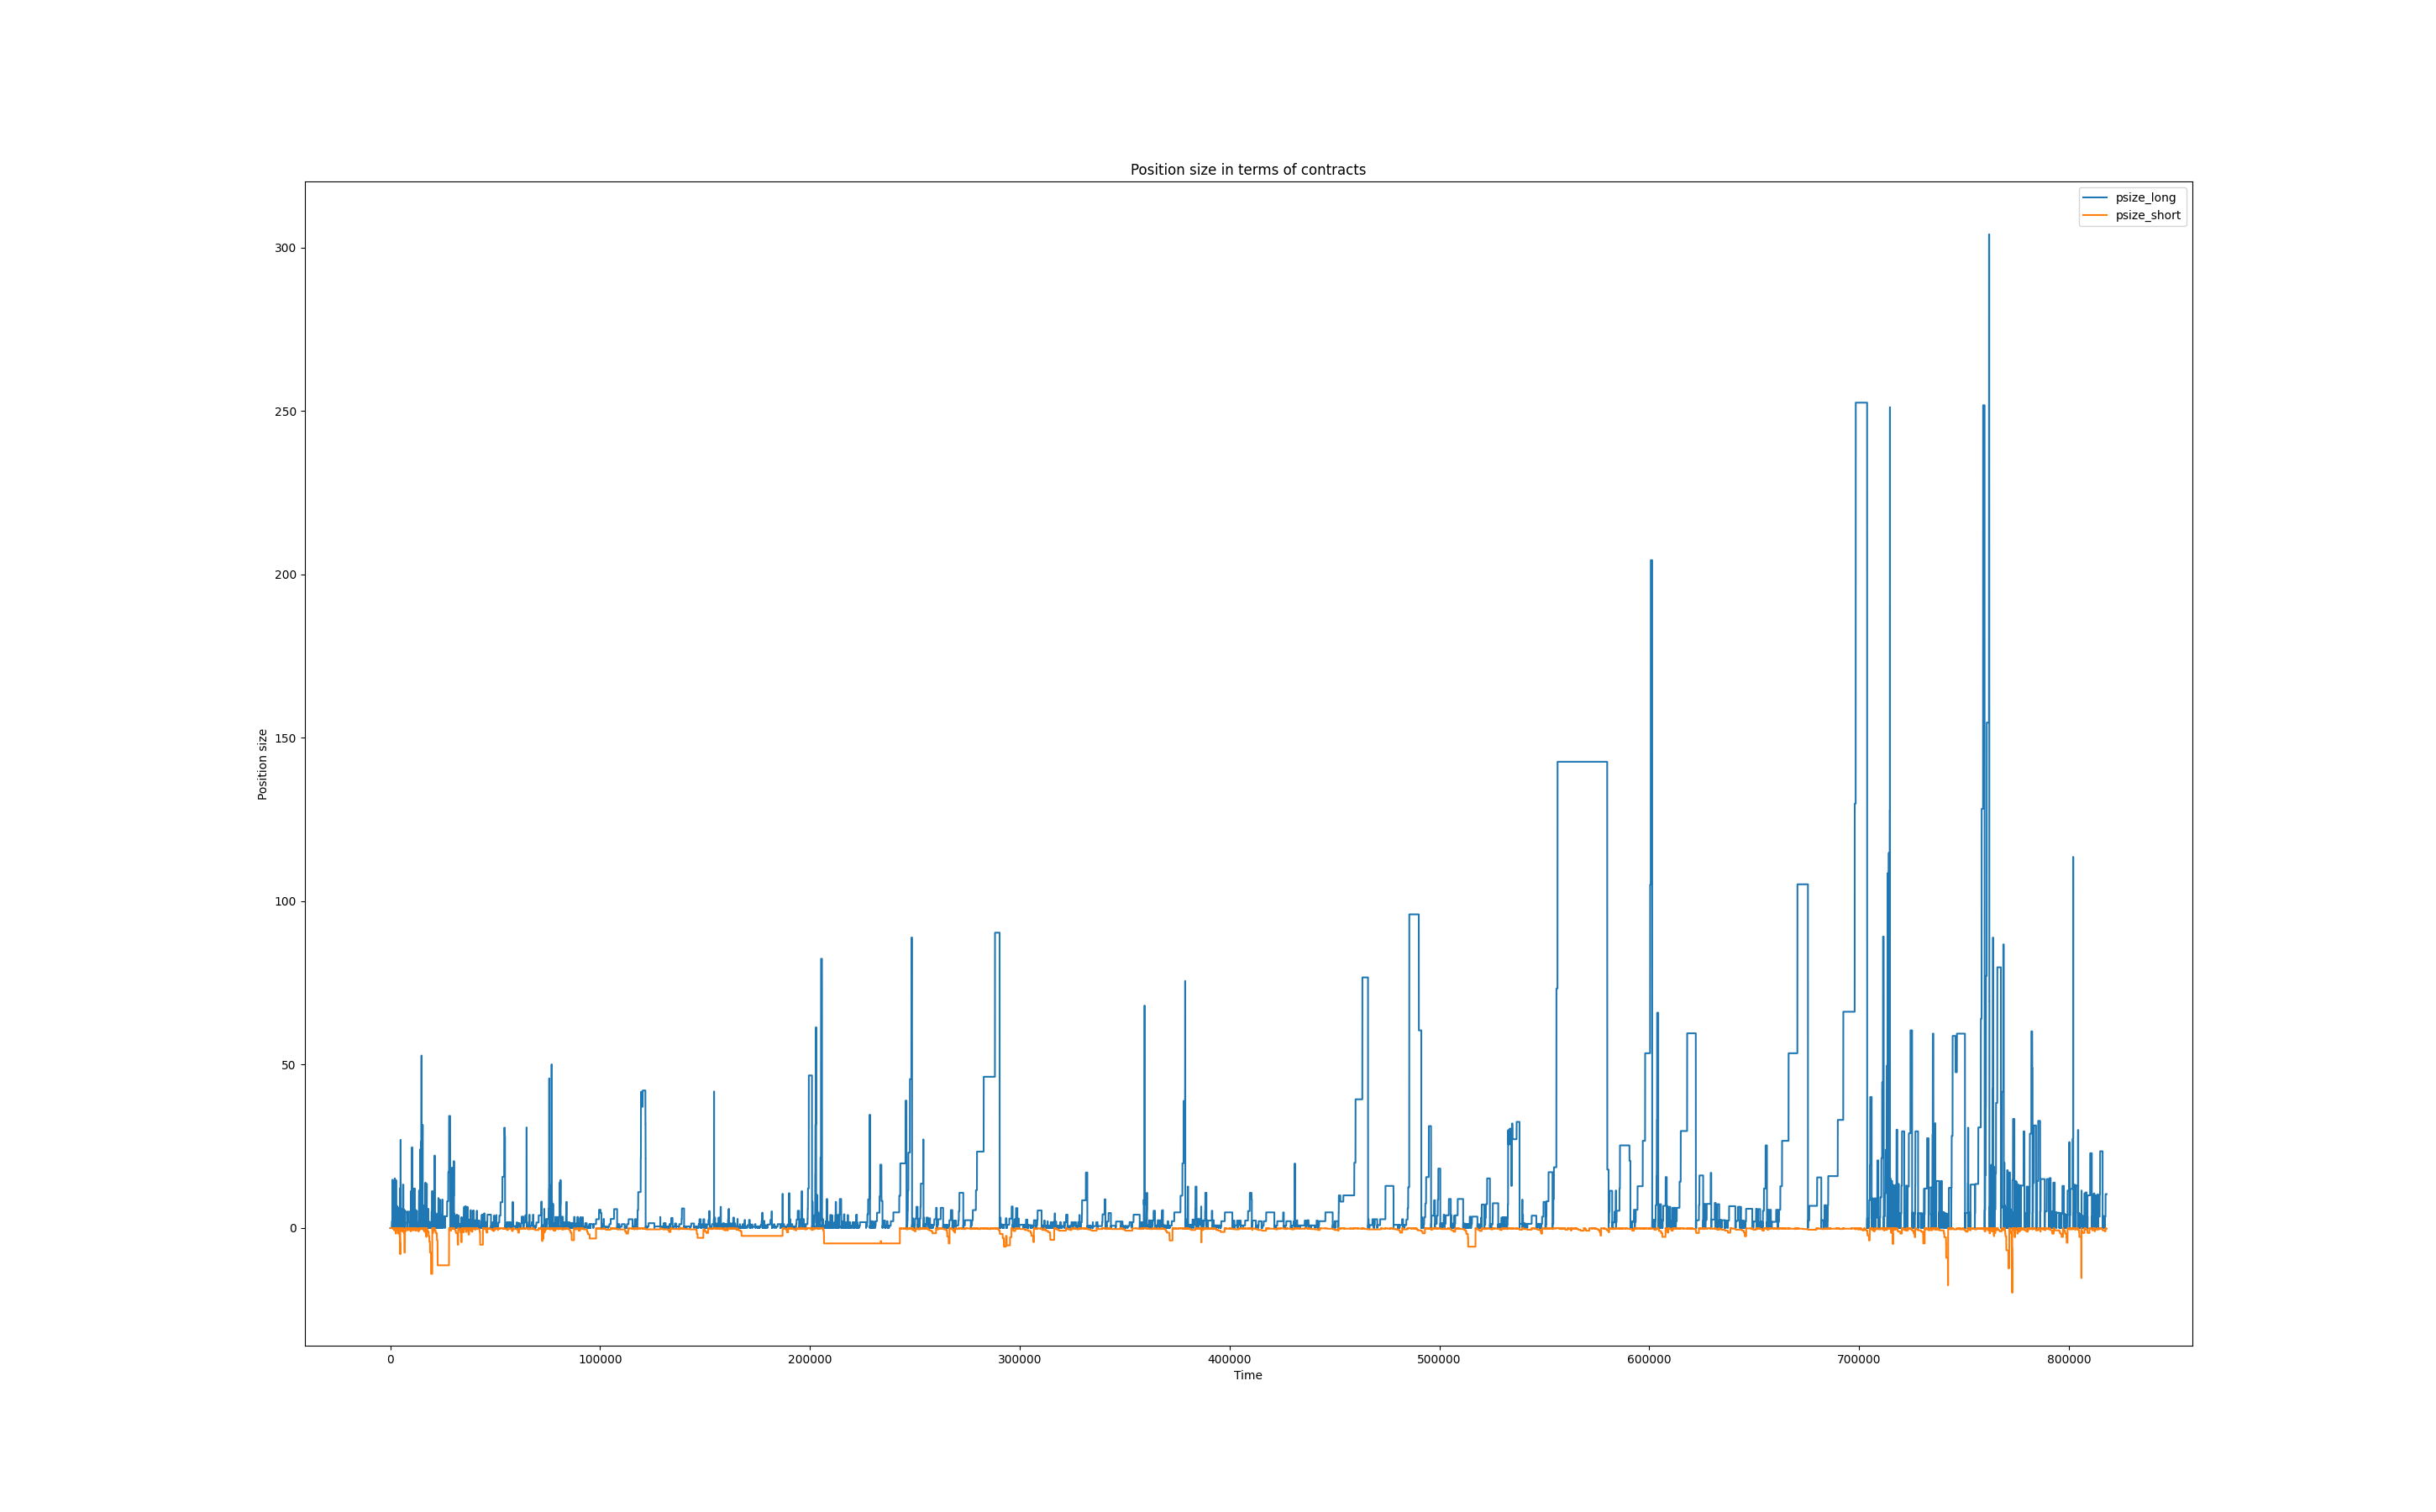 Position size in terms of contracts
psize_long
psize_short
300
250
200
150
100
50
0
Position size
0 100000 200000 300000 400000 500000 600000 700000 800000
Time